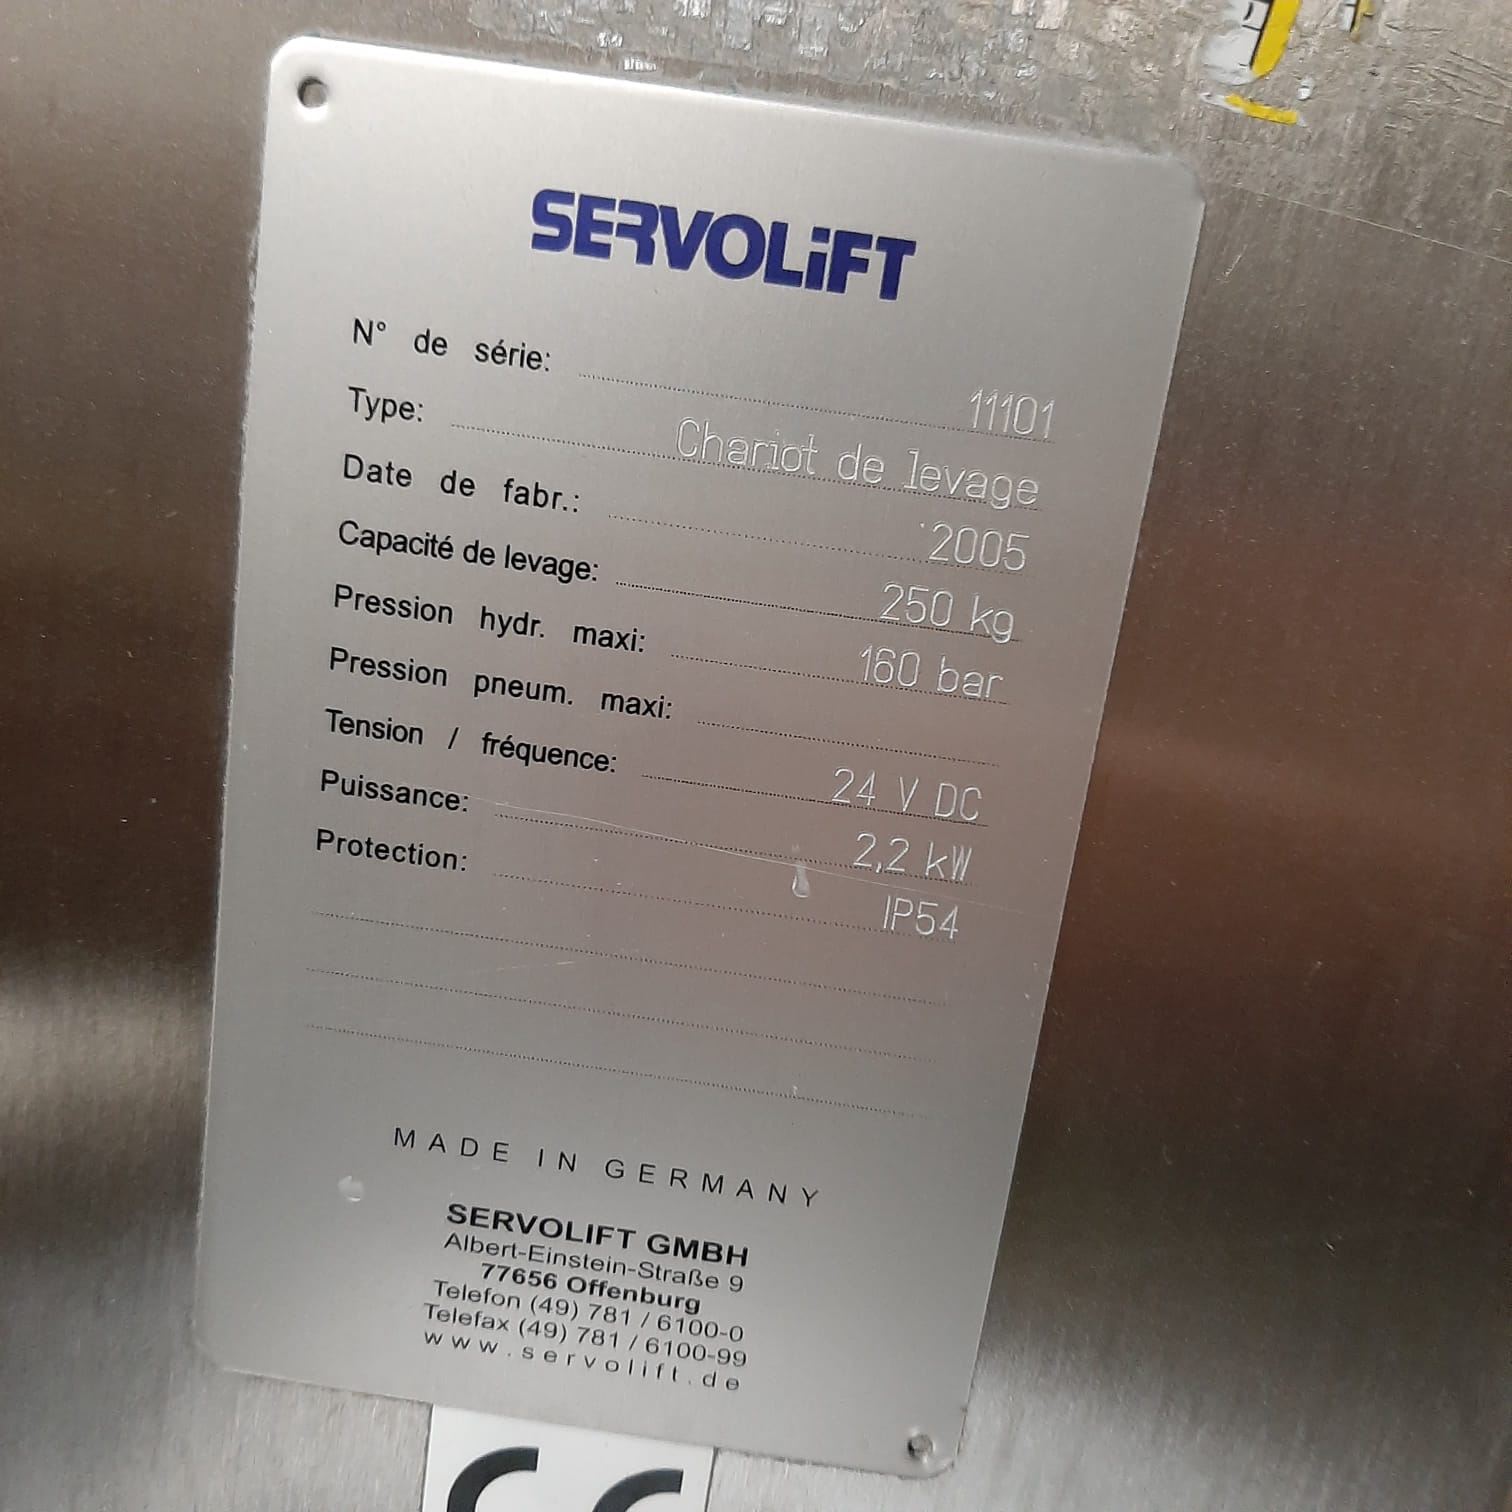 SERVOLiFT
N° de série: 11101
Type: Chariot de levage
Date de fabr.: 2005
Capacité de levage: 250 kg
Pression hydr. maxi: 160 bar
Pression pneum. maxi:
Tension / fréquence: 24 V DC
Puissance: 2,2 kW
Protection: IP54
MADE IN GERMANY
SERVOLIFT GMBH
Albert-Einstein-Straße 9
77656 Offenburg
Telefon (49) 781 / 6100-0
Telefax (49) 781 / 6100-99
www.servolift.de
CE